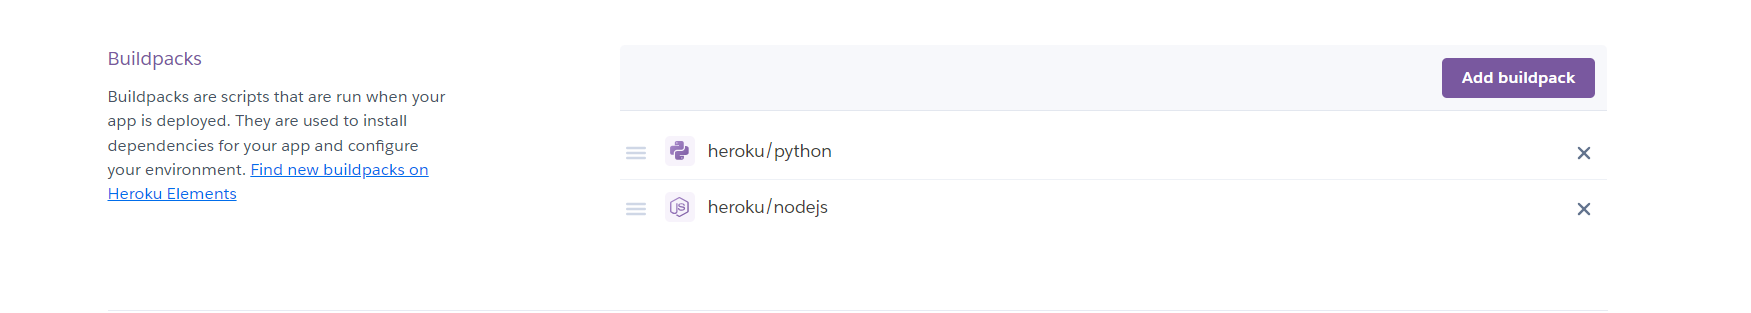 Buildpacks
Buildpacks are scripts that are run when your
app is deployed. They are used to install
dependencies for your app and configure
your environment. Find new buildpacks on
Heroku Elements
Add buildpack
heroku/python
heroku/nodejs